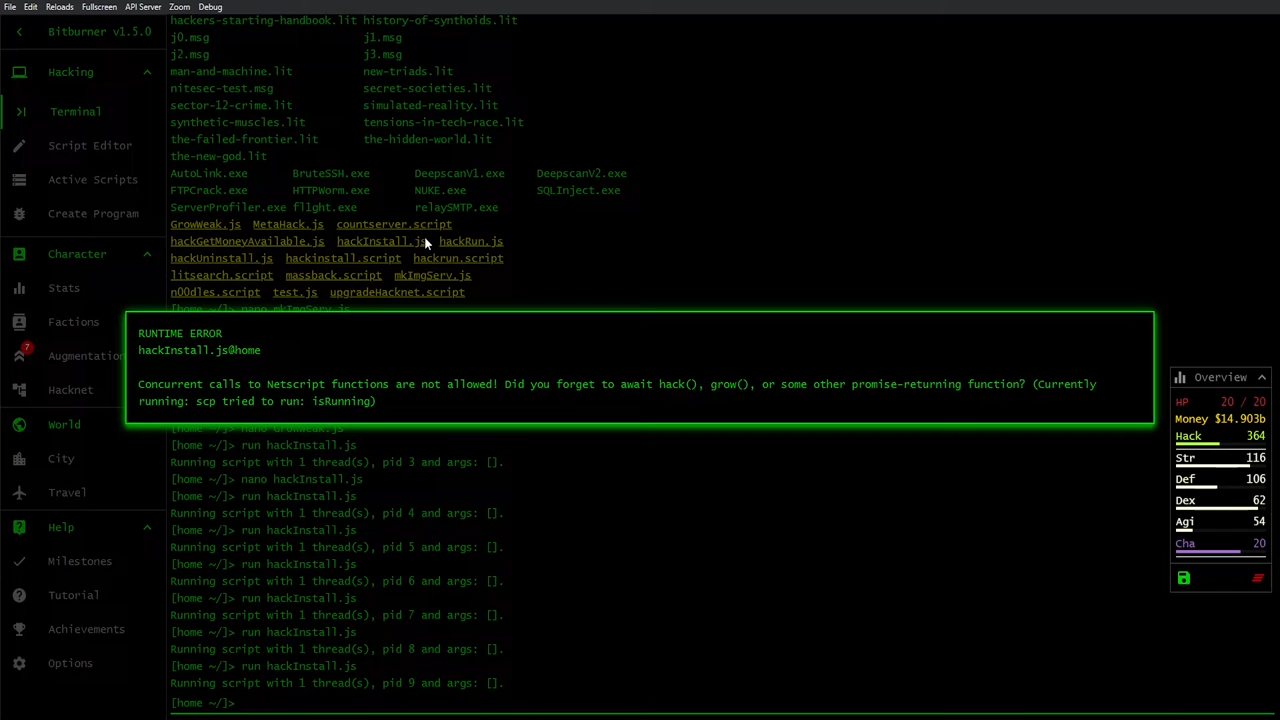 File Edit Reloads Fullscreen API Server Zoom Debug
Bitburner v1.5.0
Hacking
Terminal
Script Editor
Active Scripts
Create Program
Character
Stats
Factions
7
Augmentation
Hacknet
World
City
Travel
Help
Milestones
Tutorial
Achievements
Options
hackers-starting-handbook.lit history-of-synthoids.lit
j0.msg j1.msg
j2.msg j3.msg
man-and-machine.lit new-triads.lit
nitesec-test.msg secret-societies.lit
sector-12-crime.lit simulated-reality.lit
synthetic-muscles.lit tensions-in-tech-race.lit
the-failed-frontier.lit the-hidden-world.lit
the-new-god.lit
AutoLink.exe BruteSSH.exe DeepscanV1.exe DeepscanV2.exe
FTPCrack.exe HTTPWorm.exe NUKE.exe SQLInject.exe
ServerProfiler.exe fl1ght.exe relaySMTP.exe
GrowWeak.js MetaHack.js countserver.script
hackGetMoneyAvailable.js hackInstall.js hackRun.js
hackUninstall.js hackinstall.script hackrun.script
litsearch.script massback.script mkImgServ.js
n00dles.script test.js upgradeHacknet.script
[home ~/]> nano mkImgServ.js
RUNTIME ERROR
hackInstall.js@home
Concurrent calls to Netscript functions are not allowed! Did you forget to await hack(), grow(), or some other promise-returning function? (Currently
running: scp tried to run: isRunning)
[home ~/]> nano GrowWeak.js
[home ~/]> run hackInstall.js
Running script with 1 thread(s), pid 3 and args: [].
[home ~/]> nano hackInstall.js
[home ~/]> run hackInstall.js
Running script with 1 thread(s), pid 4 and args: [].
[home ~/]> run hackInstall.js
Running script with 1 thread(s), pid 5 and args: [].
[home ~/]> run hackInstall.js
Running script with 1 thread(s), pid 6 and args: [].
[home ~/]> run hackInstall.js
Running script with 1 thread(s), pid 7 and args: [].
[home ~/]> run hackInstall.js
Running script with 1 thread(s), pid 8 and args: [].
[home ~/]> run hackInstall.js
Running script with 1 thread(s), pid 9 and args: [].
[home ~/]>
Overview
HP 20 / 20
Money $14.903b
Hack 364
Str 116
Def 106
Dex 62
Agi 54
Cha 20